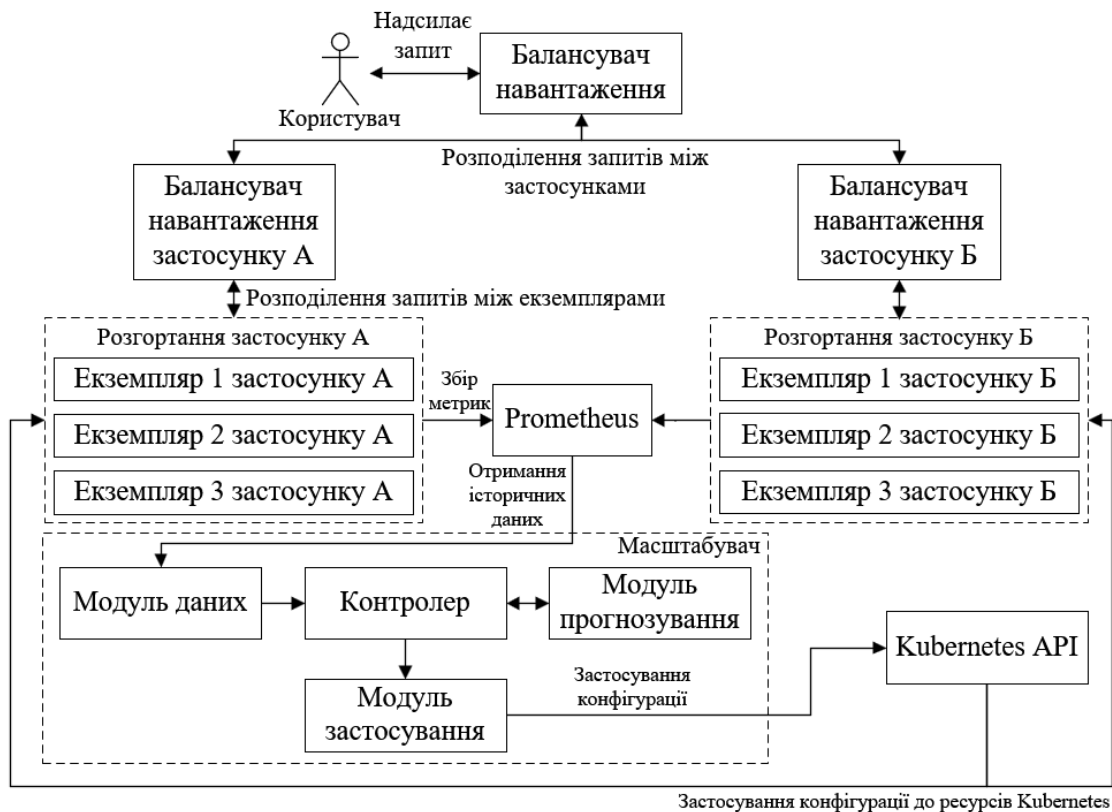 Надсилає
запит
Балансувач
навантаження
Користувач
Розподілення запитів між
застосунками
Балансувач
навантаження
застосунку А
Балансувач
навантаження
застосунку Б
Розподілення запитів між екземплярами
Розгортання застосунку А
Екземпляр 1 застосунку А
Екземпляр 2 застосунку А
Екземпляр 3 застосунку А
Збір
метрик
Prometheus
Розгортання застосунку Б
Екземпляр 1 застосунку Б
Екземпляр 2 застосунку Б
Екземпляр 3 застосунку Б
Отримання
історичних
даних
Масштабувач
Модуль даних
Контролер
Модуль
прогнозування
Модуль
застосування
Застосування
конфігурації
Kubernetes API
Застосування конфігурації до ресурсів Kubernetes